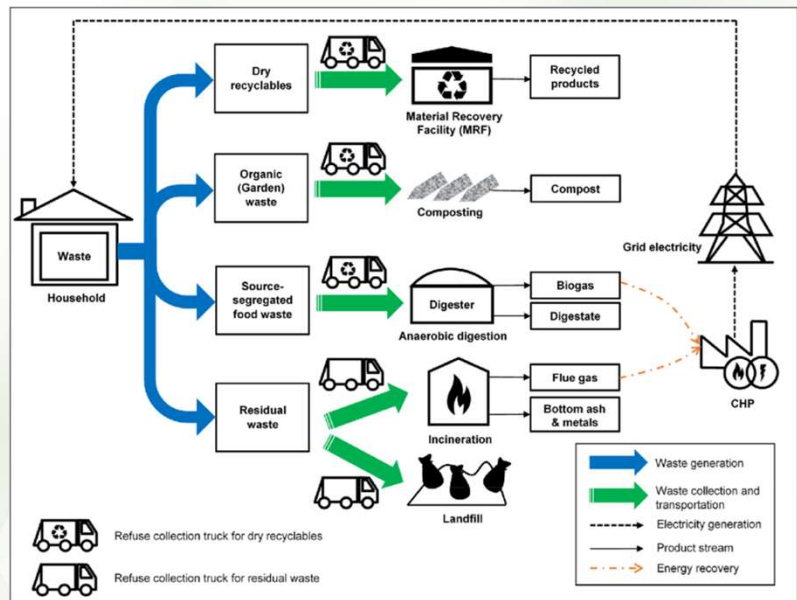 Dry
recyclables
Material Recovery
Facility (MRF)
Recycled
products
Organic
(Garden)
waste
Composting
Compost
Grid electricity
Waste
Household
Source-
segregated
food waste
Digester
Anaerobic digestion
Biogas
Digestate
CHP
Residual
waste
Incineration
Flue gas
Bottom ash
& metals
Landfill
Waste generation
Waste collection and
transportation
Electricity generation
Product stream
Energy recovery
Refuse collection truck for dry recyclables
Refuse collection truck for residual waste